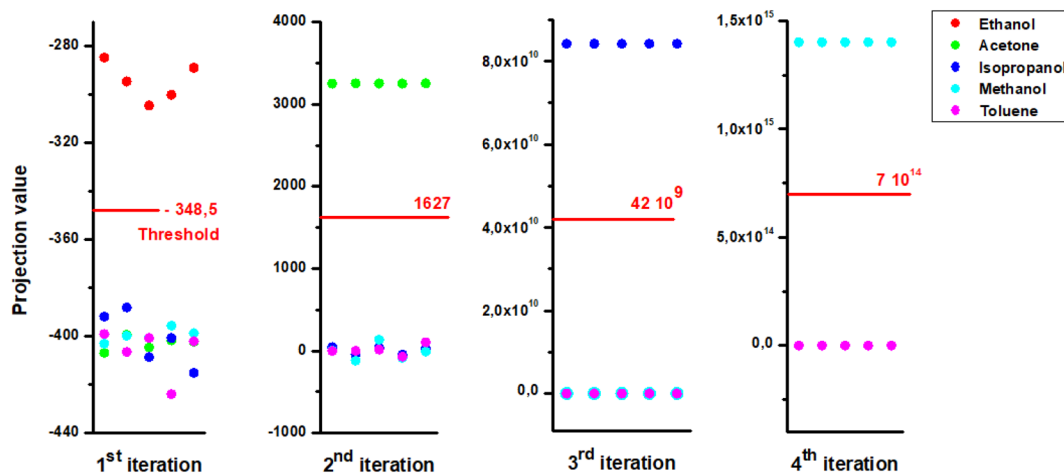 Projection value
-280
-320
-360
-400
-440
- 348,5
Threshold
1st iteration
4000
3000
2000
1000
0
-1000
1627
2nd iteration
8,0x10^10
6,0x10^10
4,0x10^10
2,0x10^10
0,0
42 10^9
3rd iteration
1,5x10^15
1,0x10^15
5,0x10^14
0,0
7 10^14
4th iteration
Ethanol
Acetone
Isopropanol
Methanol
Toluene